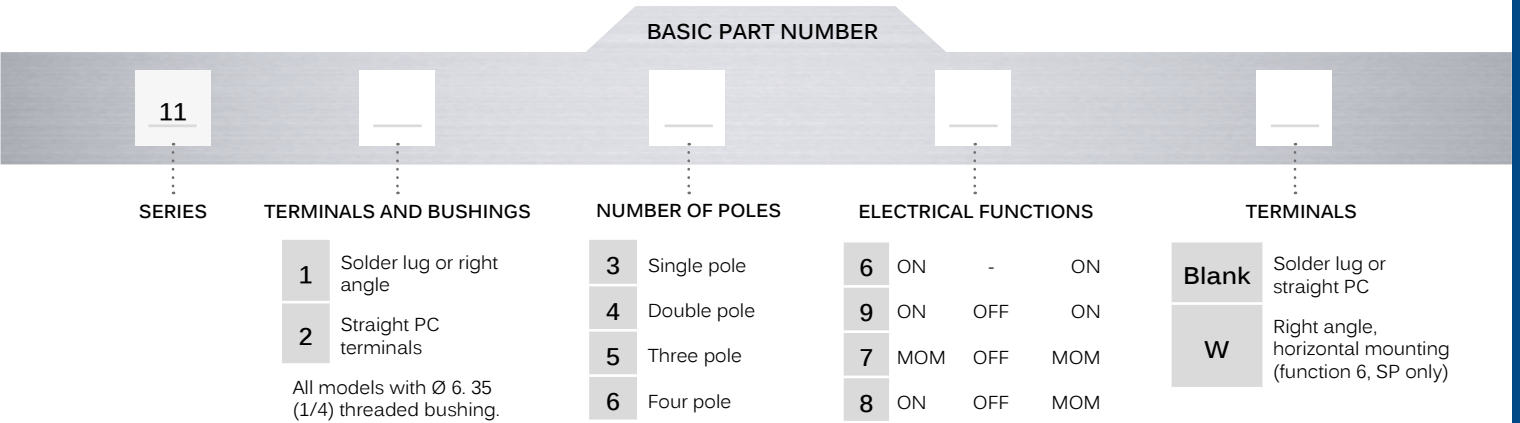 BASIC PART NUMBER
11
SERIES
TERMINALS AND BUSHINGS
1 Solder lug or right
angle
2 Straight PC
terminals
All models with Ø 6. 35
(1/4) threaded bushing.
NUMBER OF POLES
3 Single pole
4 Double pole
5 Three pole
6 Four pole
ELECTRICAL FUNCTIONS
6 ON - ON
9 ON OFF ON
7 MOM OFF MOM
8 ON OFF MOM
TERMINALS
Blank Solder lug or
straight PC
W Right angle,
horizontal mounting
(function 6, SP only)